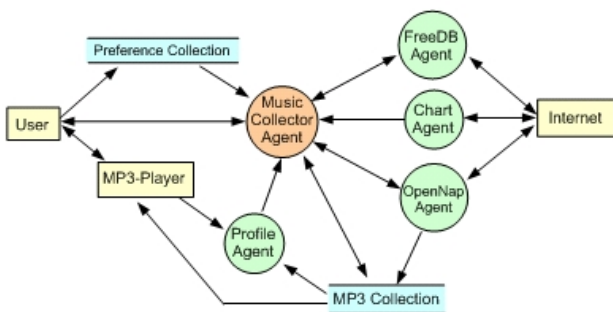 Preference Collection
FreeDB
Agent
Music
Collector
Agent
Chart
Agent
User
Internet
MP3-Player
OpenNap
Agent
Profile
Agent
MP3 Collection